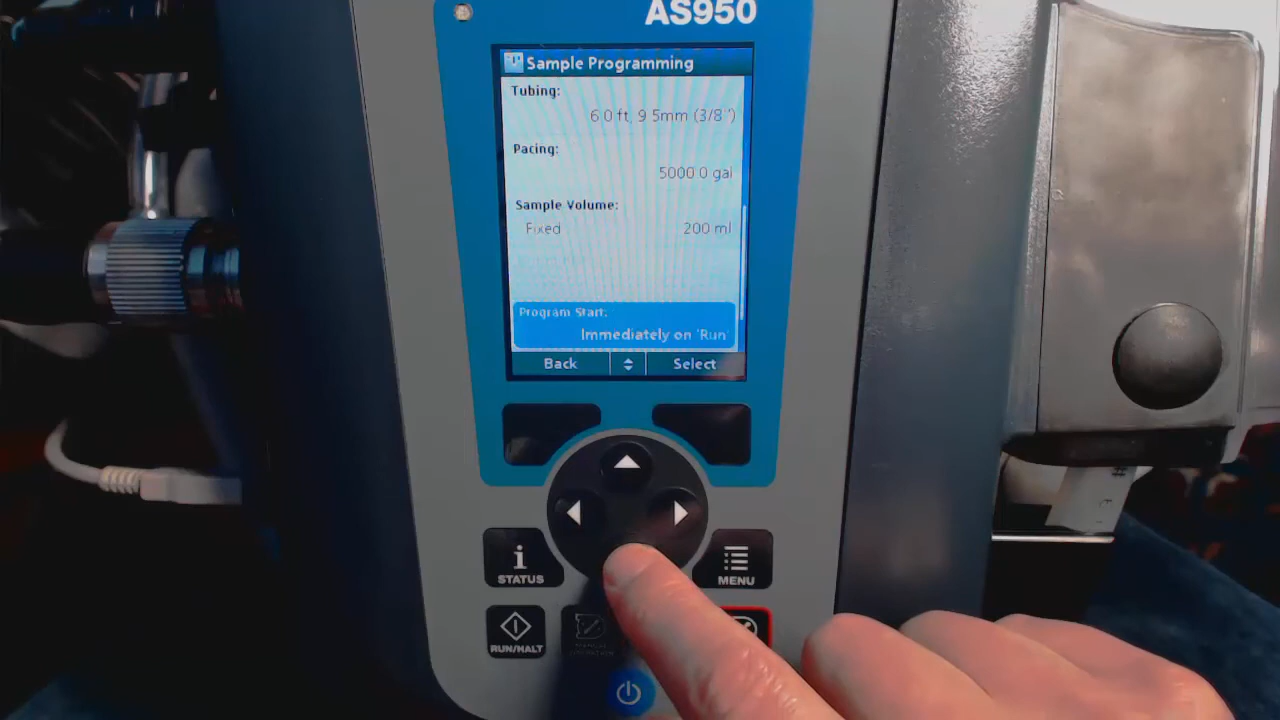 AS950
Sample Programming
Tubing:
6.0 ft, 9.5mm (3/8")
Pacing:
5000.0 gal
Sample Volume:
Fixed 200 ml
Program Start:
Immediately on 'Run'
Back Select
STATUS
MENU
RUN/HALT